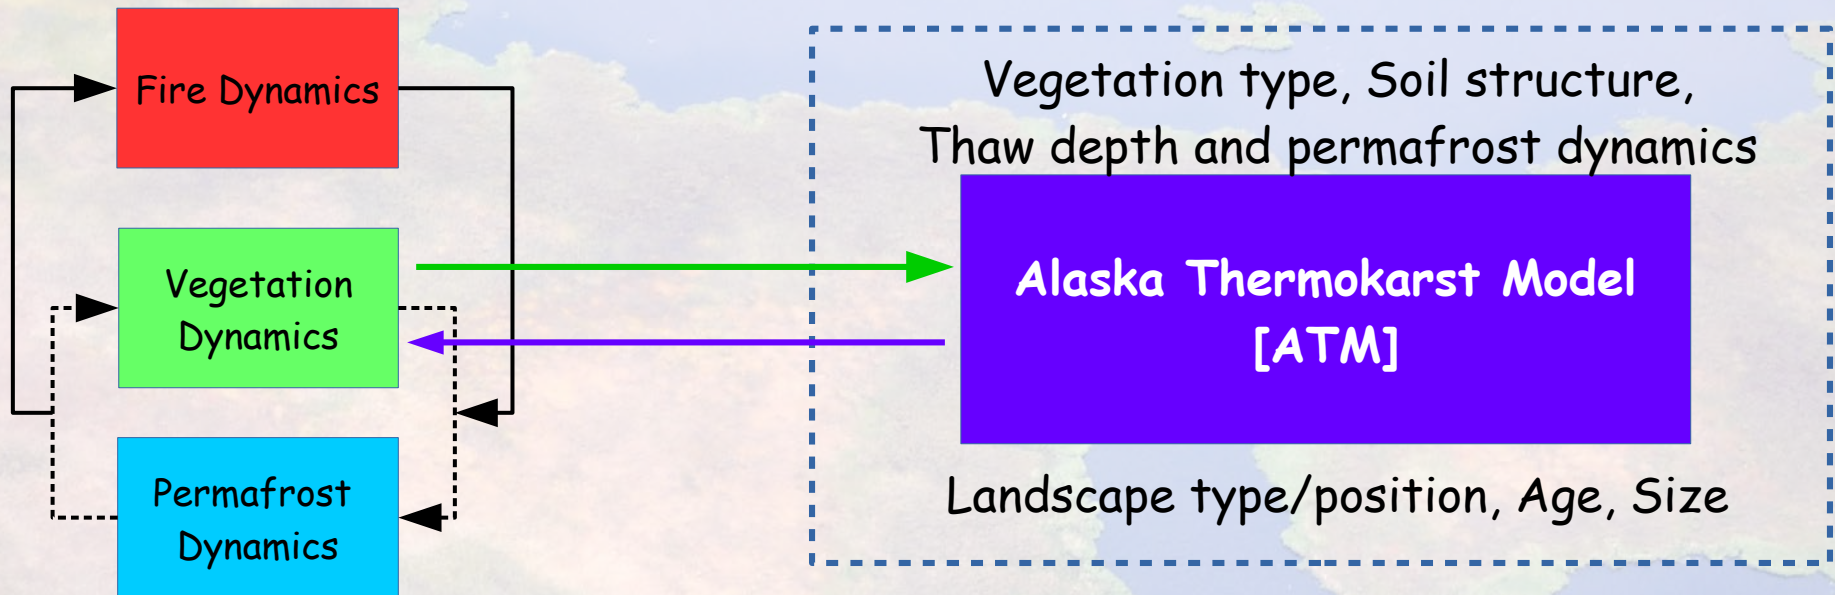 Fire Dynamics
Vegetation
Dynamics
Permafrost
Dynamics
Vegetation type, Soil structure,
Thaw depth and permafrost dynamics
Alaska Thermokarst Model
[ATM]
Landscape type/position, Age, Size